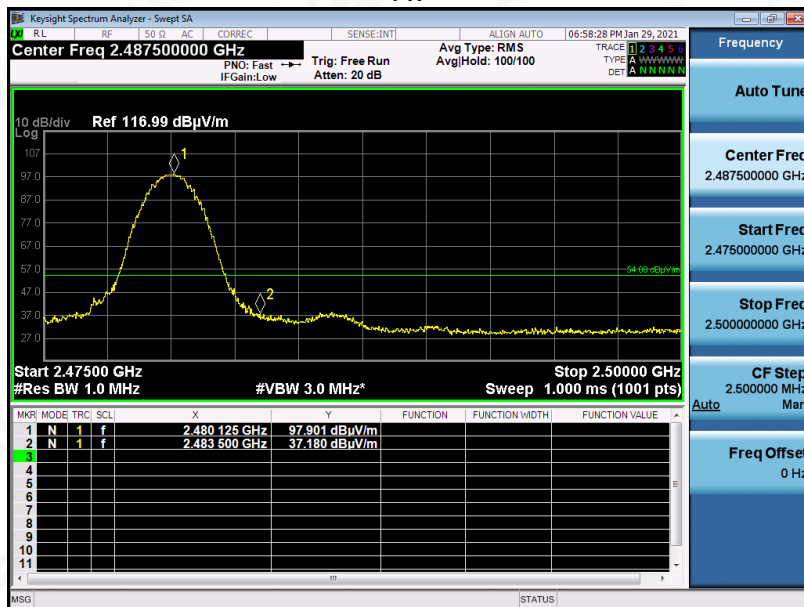 Keysight Spectrum Analyzer - Swept SA
LXI RL RF 50 Ω AC CORREC SENSE:INT ALIGN AUTO 06:58:28 PM Jan 29, 2021
Center Freq 2.487500000 GHz
PNO: Fast
IFGain:Low
Trig: Free Run
Atten: 20 dB
Avg Type: RMS
Avg|Hold: 100/100
TRACE 1 2 3 4 5 6
TYPE A WWWWW
DET A N N N N N
10 dB/div Ref 116.99 dBµV/m
Log
107
97.0
87.0
77.0
67.0
57.0
47.0
37.0
27.0
1
2
54.00 dBµV/m
Start 2.47500 GHz Stop 2.50000 GHz
#Res BW 1.0 MHz #VBW 3.0 MHz* Sweep 1.000 ms (1001 pts)
MKR MODE TRC SCL X Y FUNCTION FUNCTION WIDTH FUNCTION VALUE
1 N 1 f 2.480 125 GHz 97.901 dBµV/m
2 N 1 f 2.483 500 GHz 37.180 dBµV/m
3
4
5
6
7
8
9
10
11
MSG STATUS
Frequency
Auto Tune
Center Freq
2.487500000 GHz
Start Freq
2.475000000 GHz
Stop Freq
2.500000000 GHz
CF Step
2.500000 MHz
Auto Man
Freq Offset
0 Hz